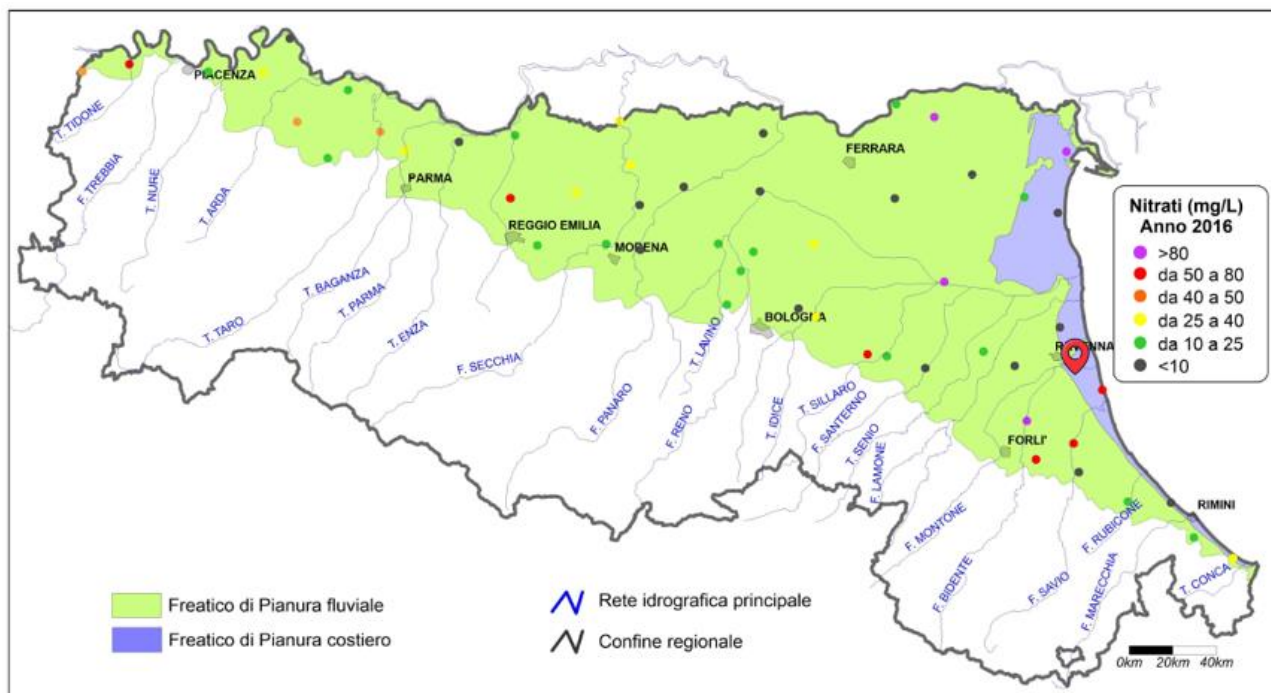 PIACENZA
T. TIDONE
F. TREBBIA
T. NURE
T. ARDA
PARMA
FERRARA
REGGIO EMILIA
MODENA
T. BAGANZA
T. PARMA
T. TARO
T. ENZA
F. SECCHIA
T. LAVINO
BOLOGNA
F. PANARO
F. RENO
T. IDICE
T. SILLARO
F. SANTERNO
T. SENIO
F. LAMONE
RAVENNA
FORLI'
F. MONTONE
F. BIDENTE
F. SAVIO
F. RUBICONE
F. MARECCHIA
RIMINI
T. CONCA
Nitrati (mg/L)
Anno 2016
>80
da 50 a 80
da 40 a 50
da 25 a 40
da 10 a 25
<10
Freatico di Pianura fluviale
Freatico di Pianura costiero
Rete idrografica principale
Confine regionale
0km 20km 40km